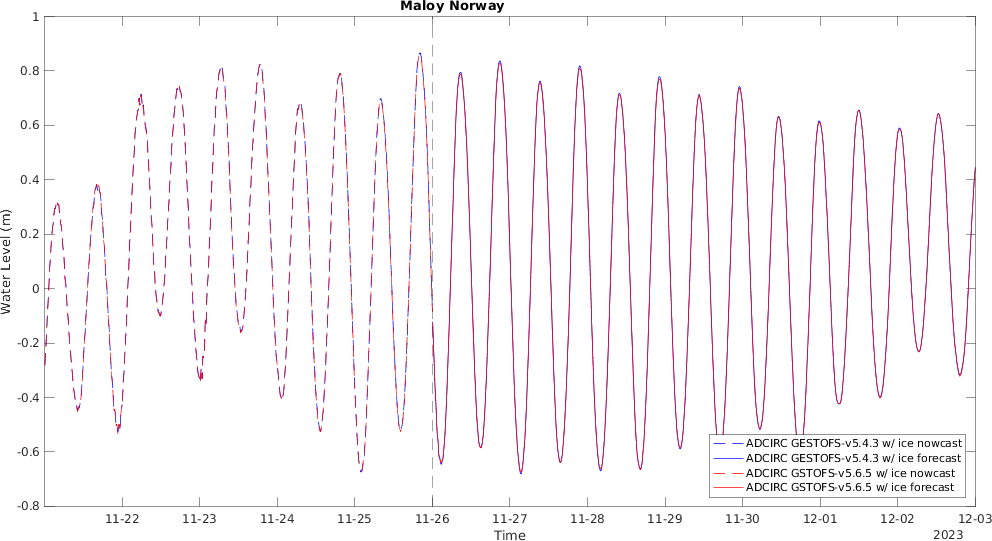 Maloy Norway
1
0.8
0.6
0.4
0.2
0
-0.2
-0.4
-0.6
-0.8
Water Level (m)
ADCIRC GESTOFS-v5.4.3 w/ ice nowcast
ADCIRC GESTOFS-v5.4.3 w/ ice forecast
ADCIRC GSTOFS-v5.6.5 w/ ice nowcast
ADCIRC GSTOFS-v5.6.5 w/ ice forecast
11-22 11-23 11-24 11-25 11-26 11-27 11-28 11-29 11-30 12-01 12-02 12-03
Time
2023